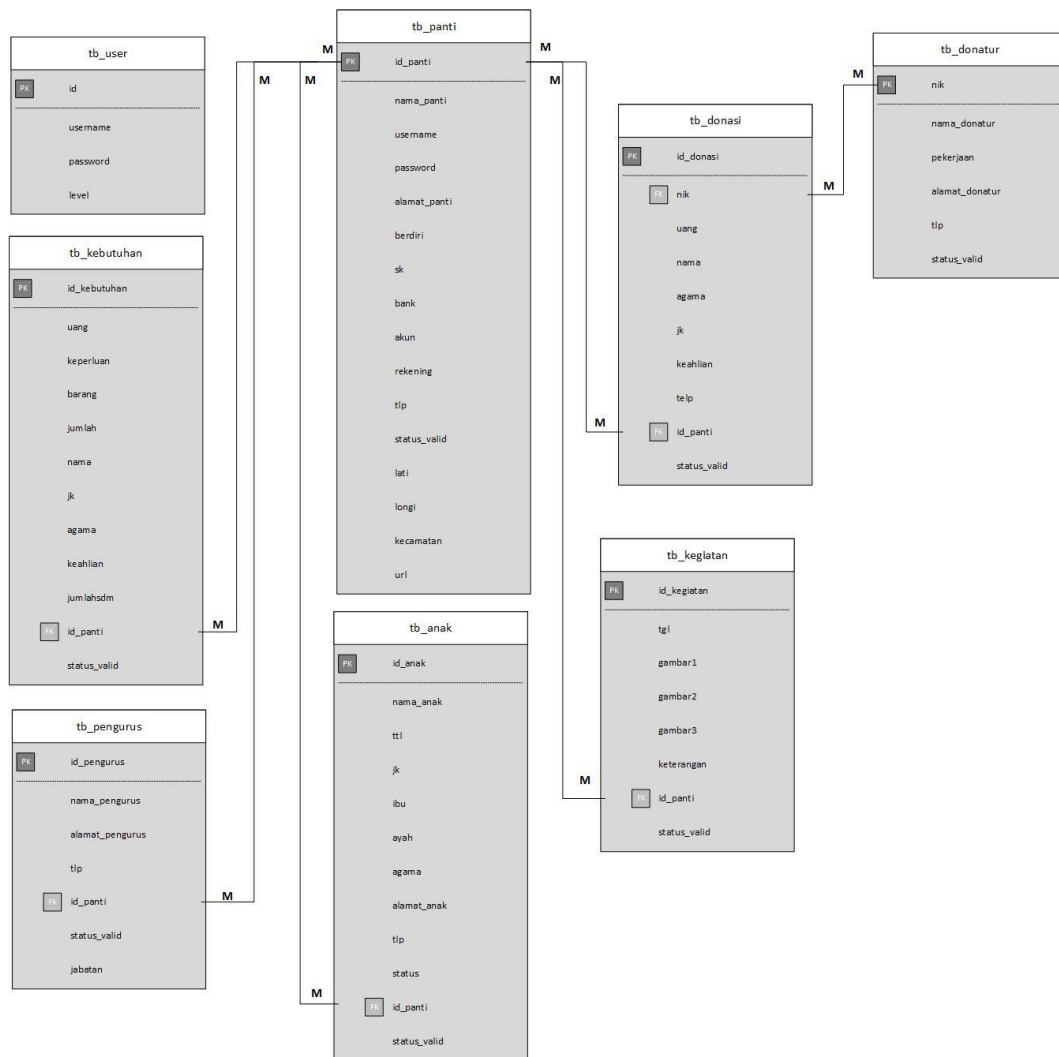 tb_user
PK id
username
password
level
tb_kebutuhan
PK id_kebutuhan
uang
keperluan
barang
jumlah
nama
jk
agama
keahlian
jumlahsdm
FK id_panti
status_valid
tb_pengurus
PK id_pengurus
nama_pengurus
alamat_pengurus
tlp
FK id_panti
status_valid
jabatan
M
M
M
M
M
M
tb_panti
PK id_panti
nama_panti
username
password
alamat_panti
berdiri
sk
bank
akun
rekening
tlp
status_valid
lati
longi
kecamatan
url
tb_anak
PK id_anak
nama_anak
ttl
jk
ibu
ayah
agama
alamat_anak
tlp
status
FK id_panti
status_valid
M
M
M
M
tb_donasi
PK id_donasi
FK nik
uang
nama
agama
jk
keahlian
telp
FK id_panti
status_valid
tb_kegiatan
PK id_kegiatan
tgl
gambar1
gambar2
gambar3
keterangan
FK id_panti
status_valid
M
M
tb_donatur
PK nik
nama_donatur
pekerjaan
alamat_donatur
tlp
status_valid